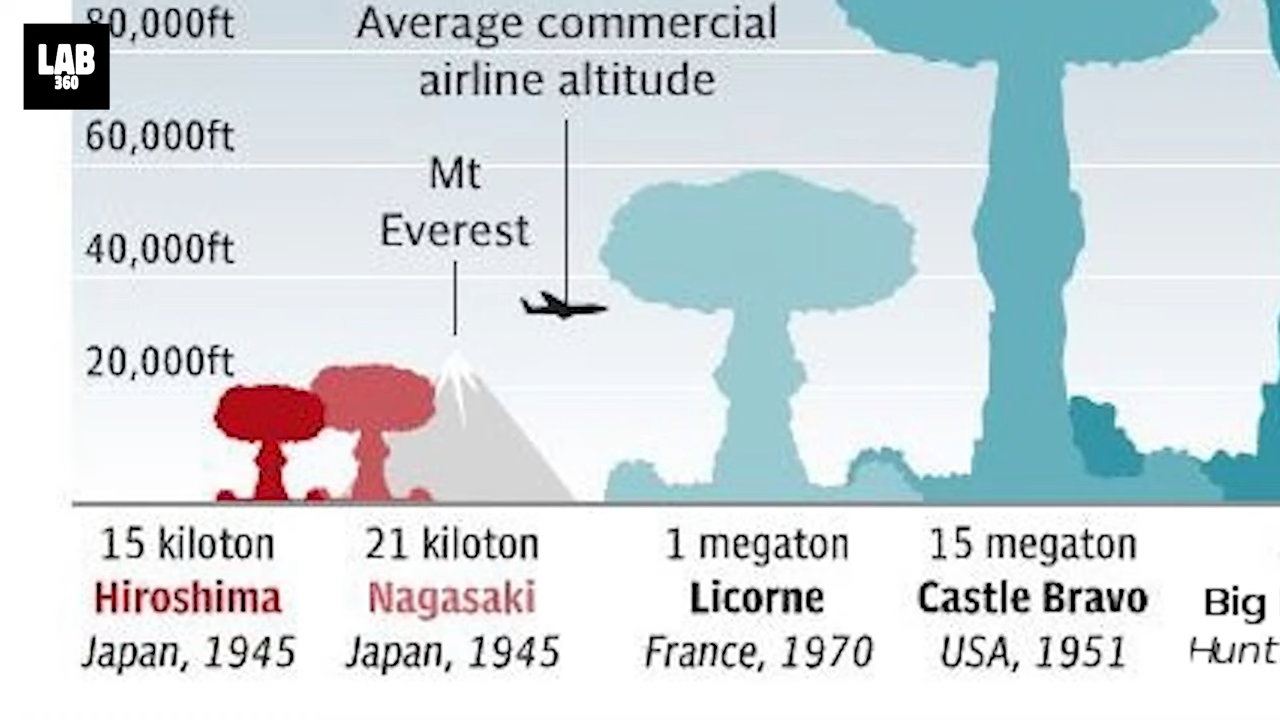 LAB
360
80,000ft
Average commercial
airline altitude
60,000ft
Mt
Everest
40,000ft
20,000ft
15 kiloton
Hiroshima
Japan, 1945
21 kiloton
Nagasaki
Japan, 1945
1 megaton
Licorne
France, 1970
15 megaton
Castle Bravo
USA, 1951
Big
Hunt